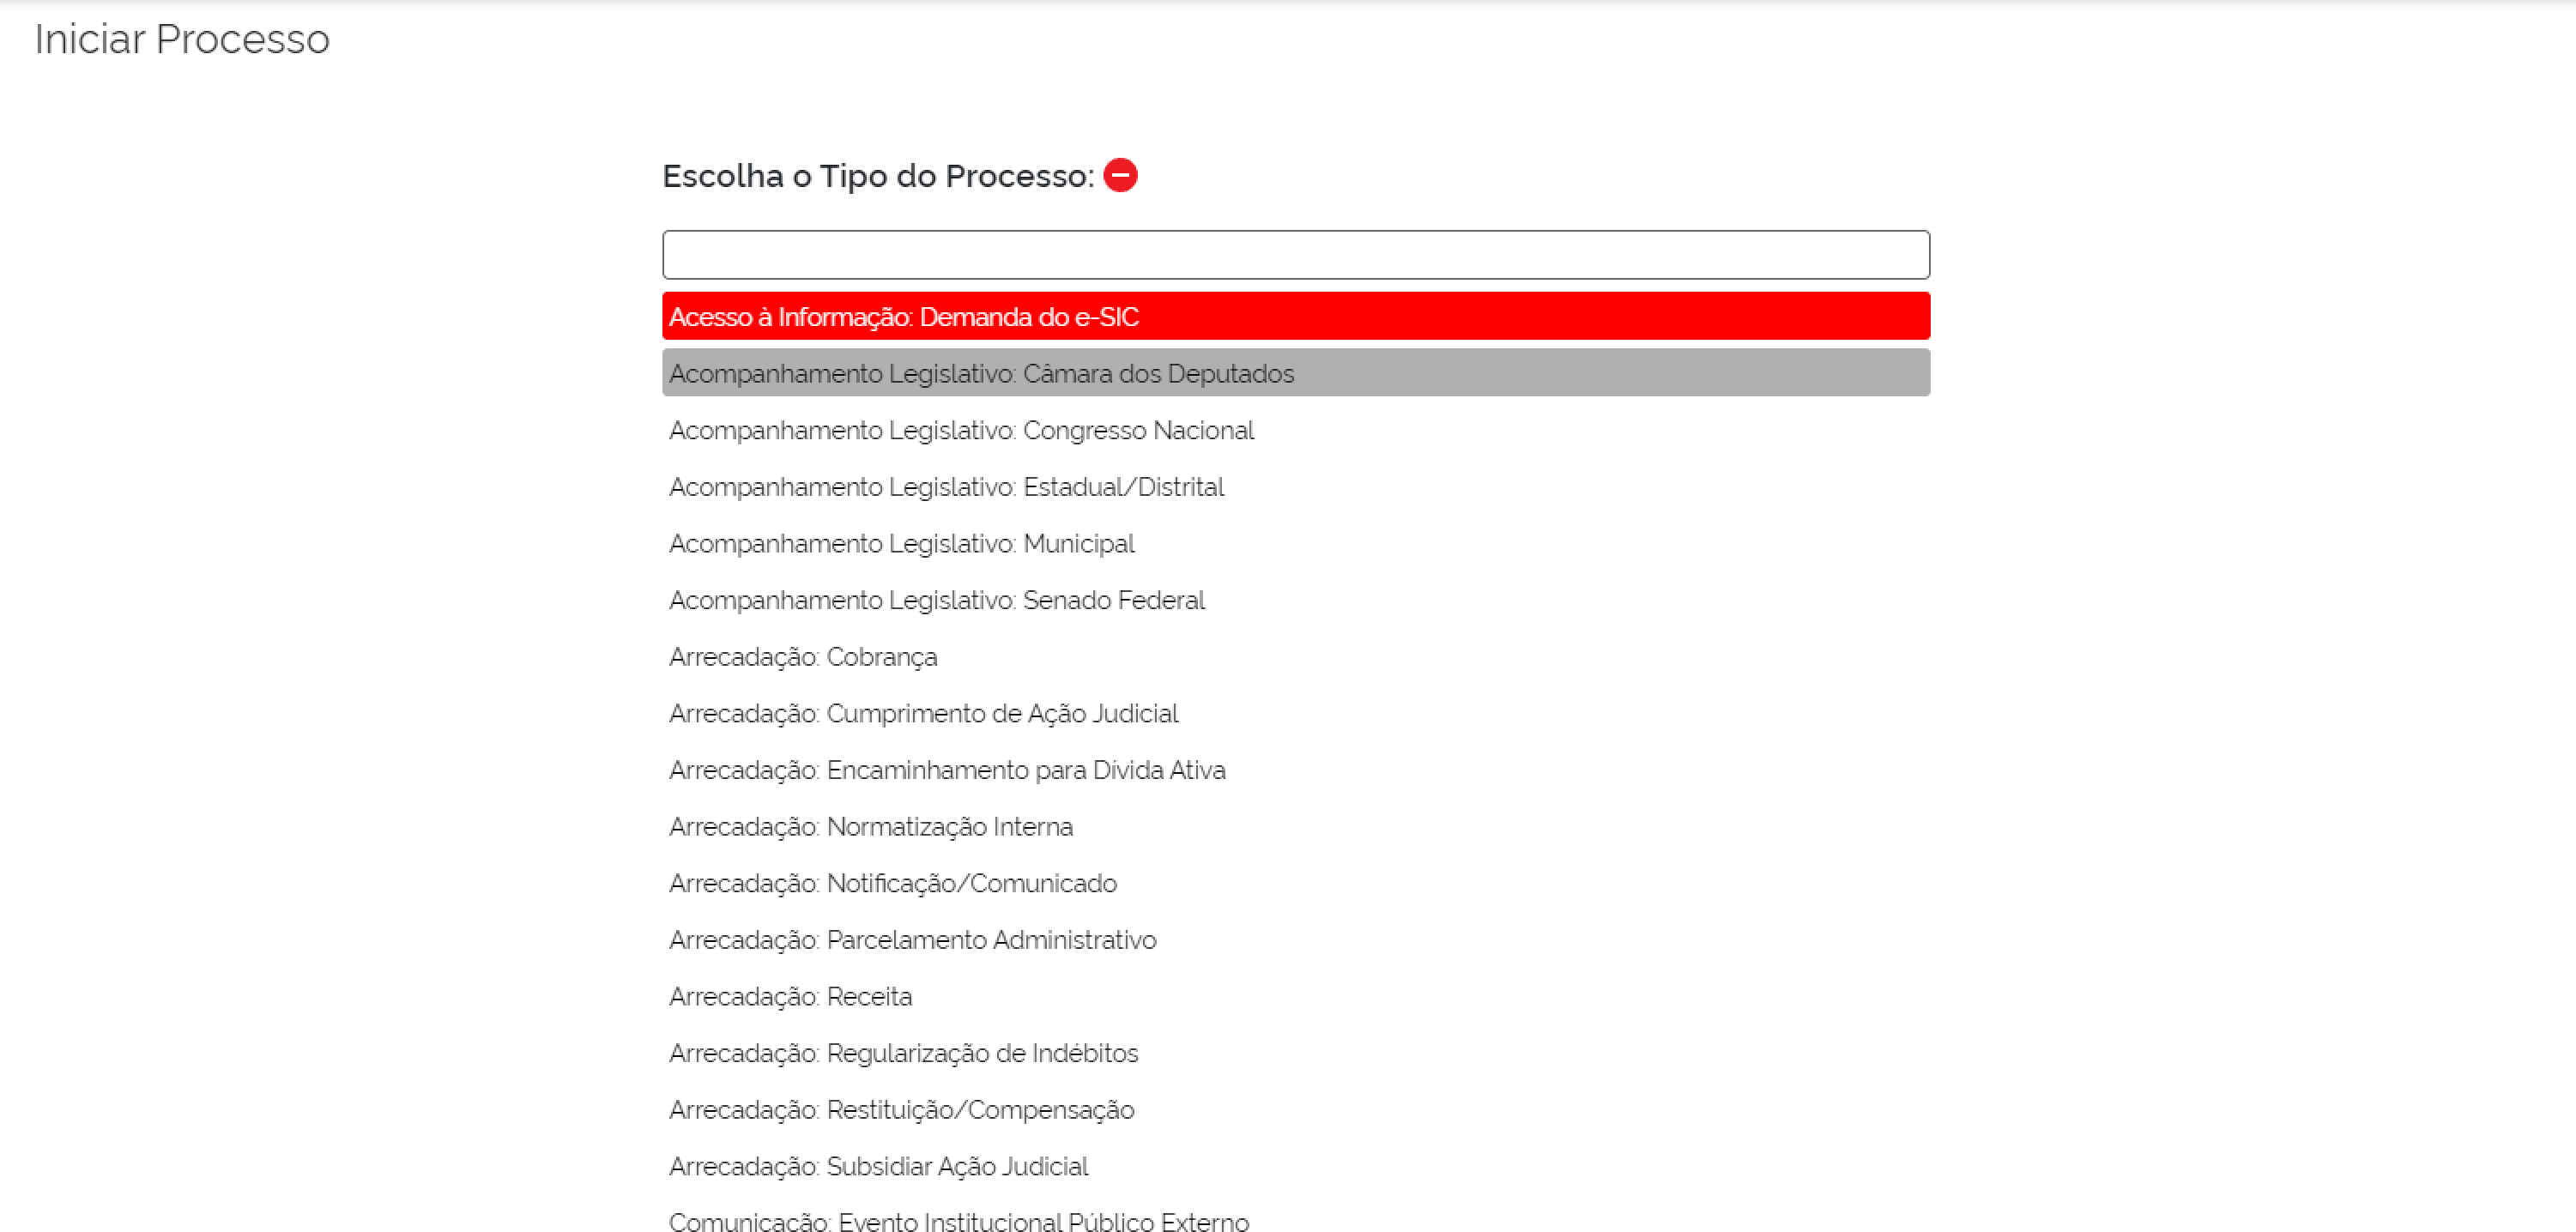 Iniciar Processo
Escolha o Tipo do Processo:
Acesso à Informação: Demanda do e-SIC
Acompanhamento Legislativo: Câmara dos Deputados
Acompanhamento Legislativo: Congresso Nacional
Acompanhamento Legislativo: Estadual/Distrital
Acompanhamento Legislativo: Municipal
Acompanhamento Legislativo: Senado Federal
Arrecadação: Cobrança
Arrecadação: Cumprimento de Ação Judicial
Arrecadação: Encaminhamento para Dívida Ativa
Arrecadação: Normatização Interna
Arrecadação: Notificação/Comunicado
Arrecadação: Parcelamento Administrativo
Arrecadação: Receita
Arrecadação: Regularização de Indébitos
Arrecadação: Restituição/Compensação
Arrecadação: Subsidiar Ação Judicial
Comunicação: Evento Institucional Público Externo